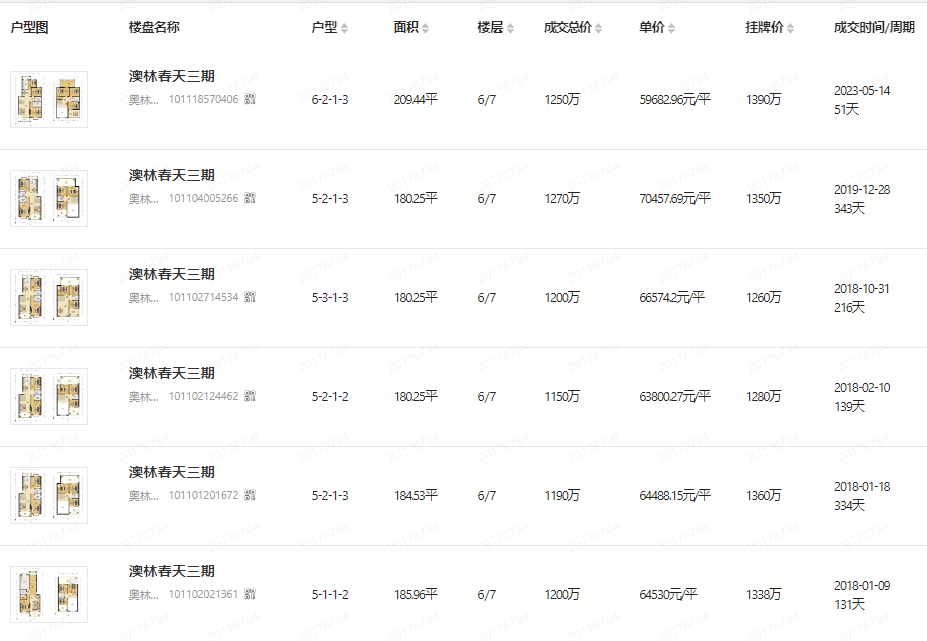 户型图 楼盘名称 户型 面积 楼层 成交总价 单价 挂牌价 成交时间/周期
澳林春天三期
奥林... 101118570406 6-2-1-3 209.44平 6/7 1250万 59682.96元/平 1390万 2023-05-14
51天
澳林春天三期
奥林... 101104005266 5-2-1-3 180.25平 6/7 1270万 70457.69元/平 1350万 2019-12-28
343天
澳林春天三期
奥林... 101102714534 5-3-1-3 180.25平 6/7 1200万 66574.2元/平 1260万 2018-10-31
216天
澳林春天三期
奥林... 101102124462 5-2-1-2 180.25平 6/7 1150万 63800.27元/平 1280万 2018-02-10
139天
澳林春天三期
奥林... 101101201672 5-2-1-3 184.53平 6/7 1190万 64488.15元/平 1360万 2018-01-18
334天
澳林春天三期
奥林... 101102021361 5-1-1-2 185.96平 6/7 1200万 64530元/平 1338万 2018-01-09
131天